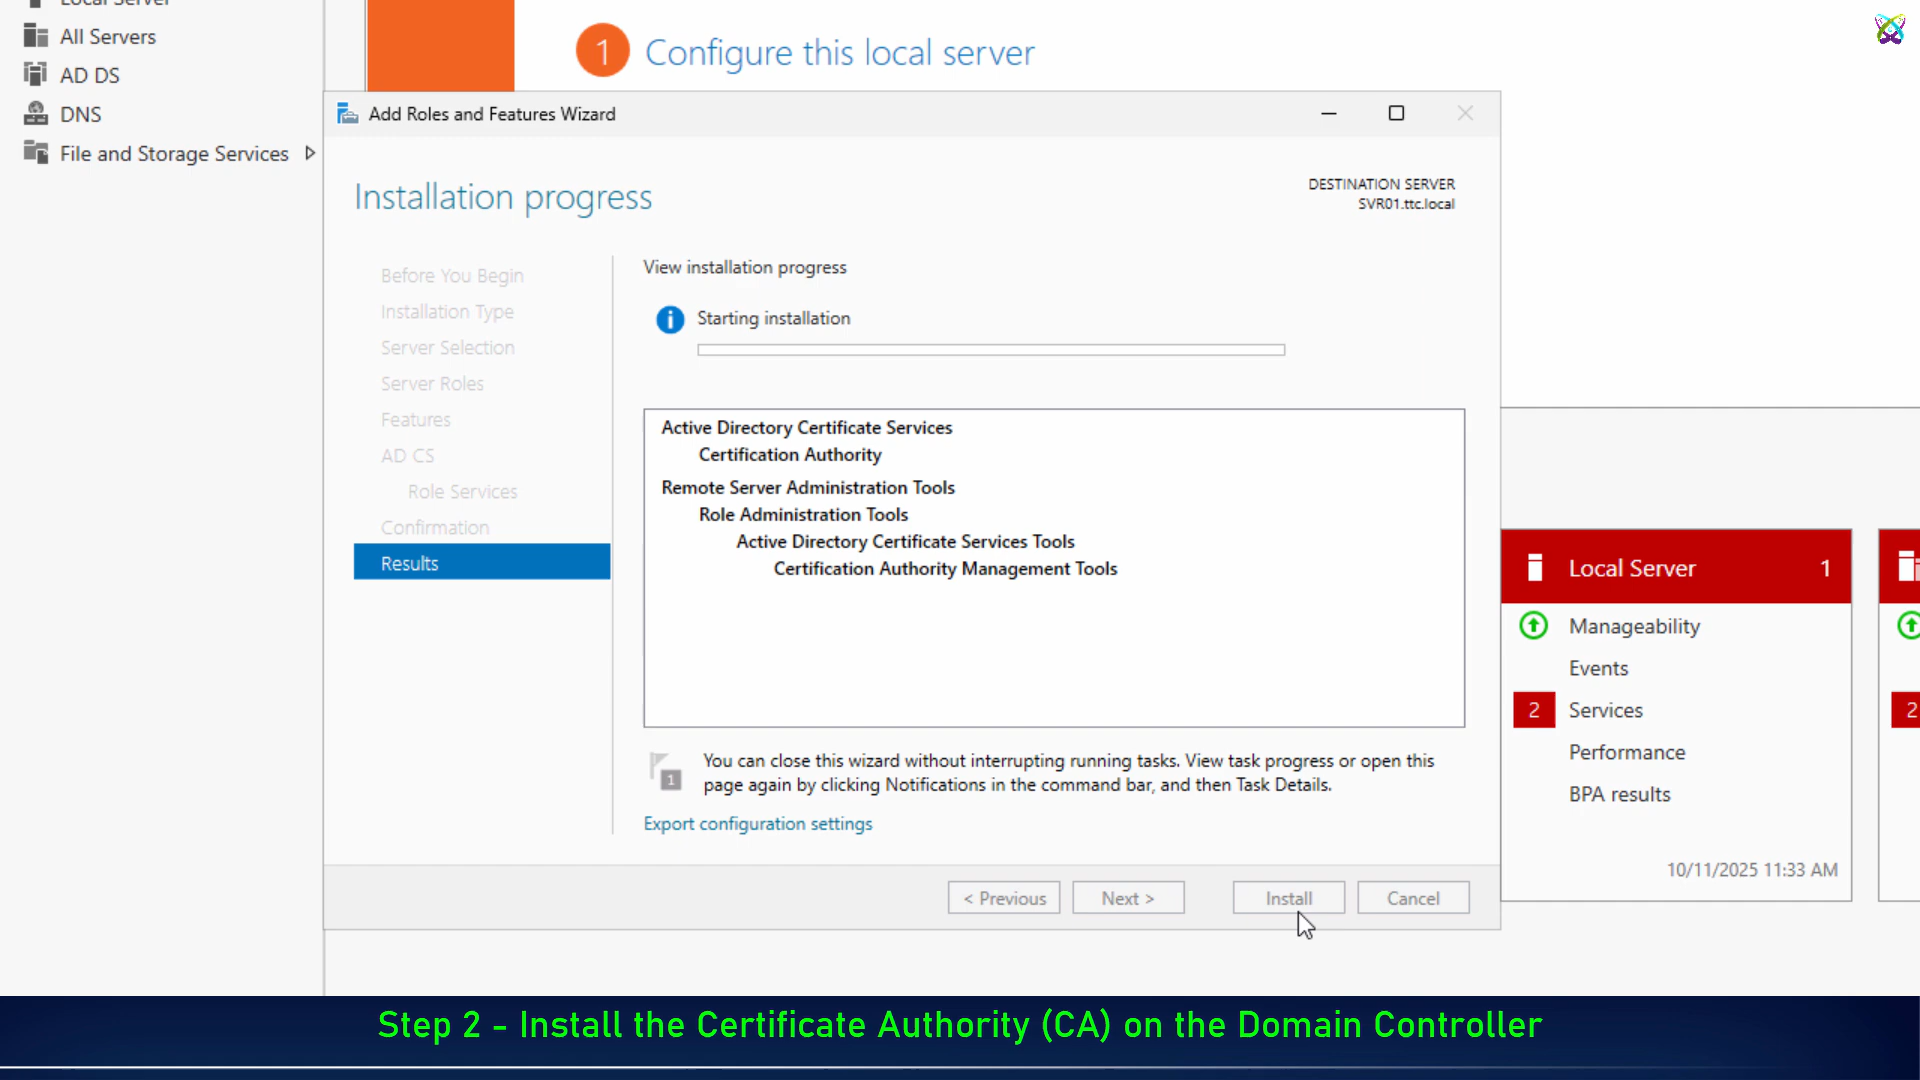 Local Server
All Servers
AD DS
DNS
File and Storage Services
1 Configure this local server
Add Roles and Features Wizard
Installation progress
DESTINATION SERVER
SVR01.ttc.local
Before You Begin
Installation Type
Server Selection
Server Roles
Features
AD CS
Role Services
Confirmation
Results
View installation progress
Starting installation
Active Directory Certificate Services
Certification Authority
Remote Server Administration Tools
Role Administration Tools
Active Directory Certificate Services Tools
Certification Authority Management Tools
1
You can close this wizard without interrupting running tasks. View task progress or open this
page again by clicking Notifications in the command bar, and then Task Details.
Export configuration settings
< Previous
Next >
Install
Cancel
Local Server 1
Manageability
Events
2 Services
Performance
BPA results
10/11/2025 11:33 AM
2
Step 2 - Install the Certificate Authority (CA) on the Domain Controller